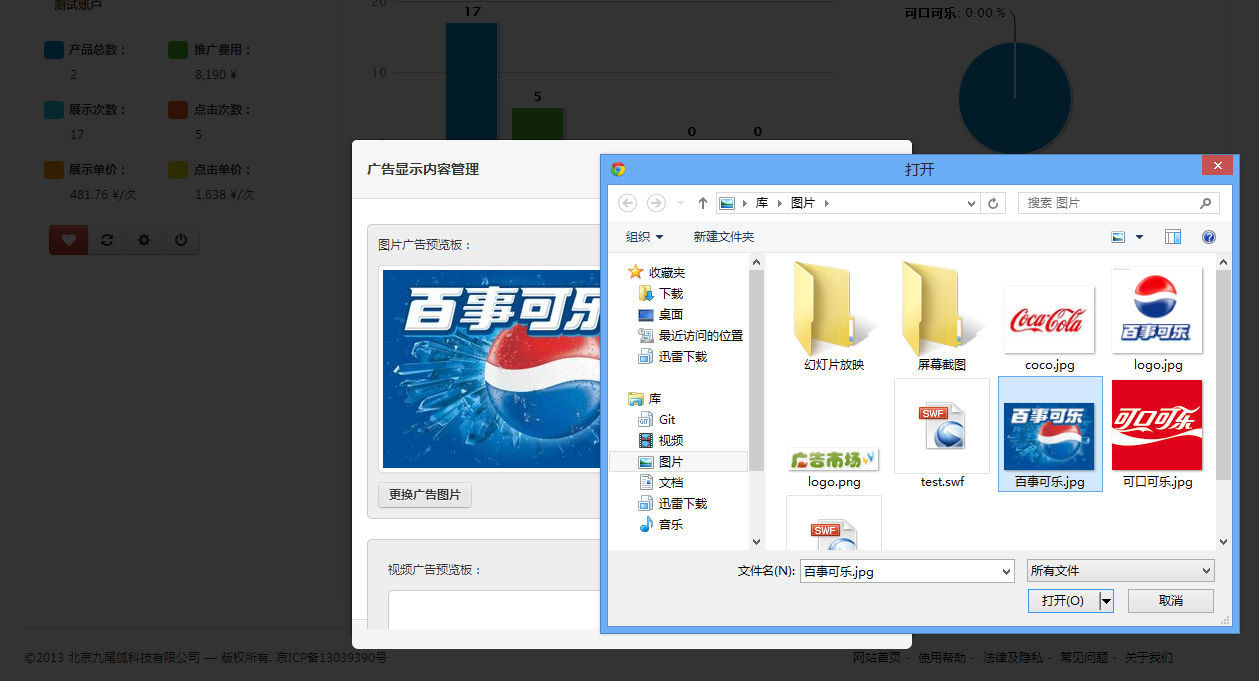 测试账户
产品总数：
2
推广费用：
8,190 ¥
展示次数：
17
点击次数：
5
展示单价：
481.76 ¥/次
点击单价：
1,638 ¥/次
20
10
17
5
0
0
可口可乐: 0.00 %
广告显示内容管理
图片广告预览板：
百事可乐
更换广告图片
视频广告预览板：
打开
库
图片
搜索 图片
组织
新建文件夹
收藏夹
下载
桌面
最近访问的位置
迅雷下载
库
Git
视频
图片
文档
迅雷下载
音乐
幻灯片放映
屏幕截图
Coca-Cola
coco.jpg
百事可乐
logo.jpg
广告市场
logo.png
SWF
test.swf
百事可乐
百事可乐.jpg
可口可乐
可口可乐.jpg
SWF
文件名(N):
百事可乐.jpg
所有文件
打开(O)
取消
©2013 北京九尾狐科技有限公司 — 版权所有. 京ICP备13039390号
网站首页 - 使用帮助 - 法律及隐私 - 常见问题 - 关于我们